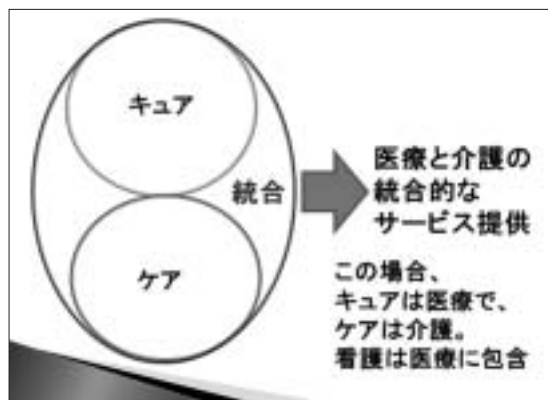 キュア
統合
ケア
医療と介護の
統合的な
サービス提供
この場合、
キュアは医療で、
ケアは介護。
看護は医療に包含